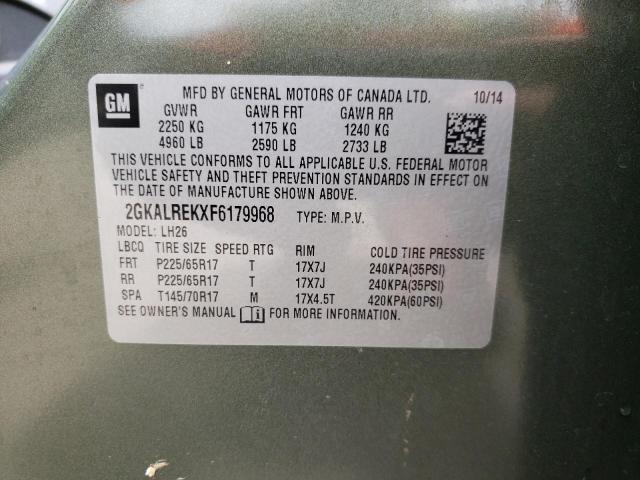 GM
MFD BY GENERAL MOTORS OF CANADA LTD. 10/14
GVWR GAWR FRT GAWR RR
2250 KG 1175 KG 1240 KG
4960 LB 2590 LB 2733 LB
THIS VEHICLE CONFORMS TO ALL APPLICABLE U.S. FEDERAL MOTOR
VEHICLE SAFETY AND THEFT PREVENTION STANDARDS IN EFFECT ON
THE DATE OF MANUFACTURE SHOWN ABOVE.
2GKALREKXF6179968 TYPE: M.P.V.
MODEL: LH26
LBCQ TIRE SIZE SPEED RTG RIM COLD TIRE PRESSURE
FRT P225/65R17 T 17X7J 240KPA(35PSI)
RR P225/65R17 T 17X7J 240KPA(35PSI)
SPA T145/70R17 M 17X4.5T 420KPA(60PSI)
SEE OWNER'S MANUAL i FOR MORE INFORMATION.